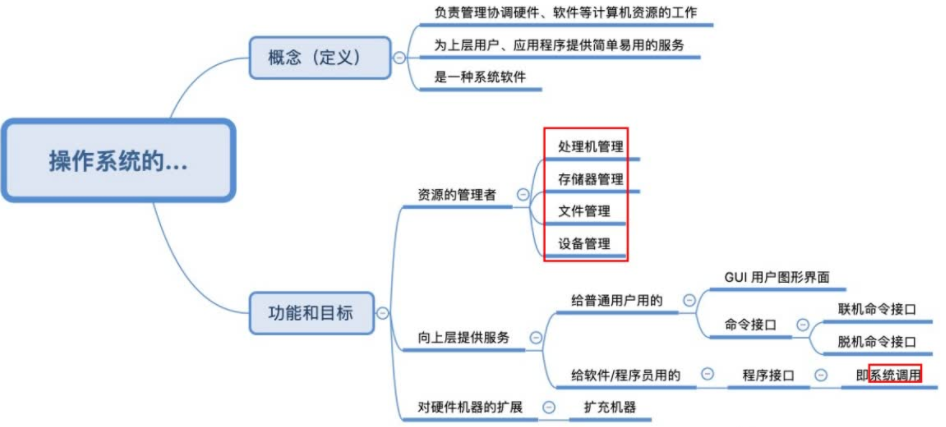 操作系统的...
概念（定义）
负责管理协调硬件、软件等计算机资源的工作
为上层用户、应用程序提供简单易用的服务
是一种系统软件
功能和目标
资源的管理者
处理机管理
存储器管理
文件管理
设备管理
向上层提供服务
给普通用户用的
GUI 用户图形界面
命令接口
联机命令接口
脱机命令接口
给软件/程序员用的
程序接口
即系统调用
对硬件机器的扩展
扩充机器